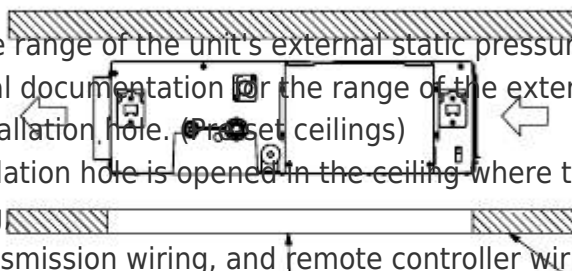 e range of the unit's external static pressur
al documentation for the range of the exter
allation hole. (Preset ceilings)
lation hole is opened in the ceiling where t
smission wiring, and remote controller wir